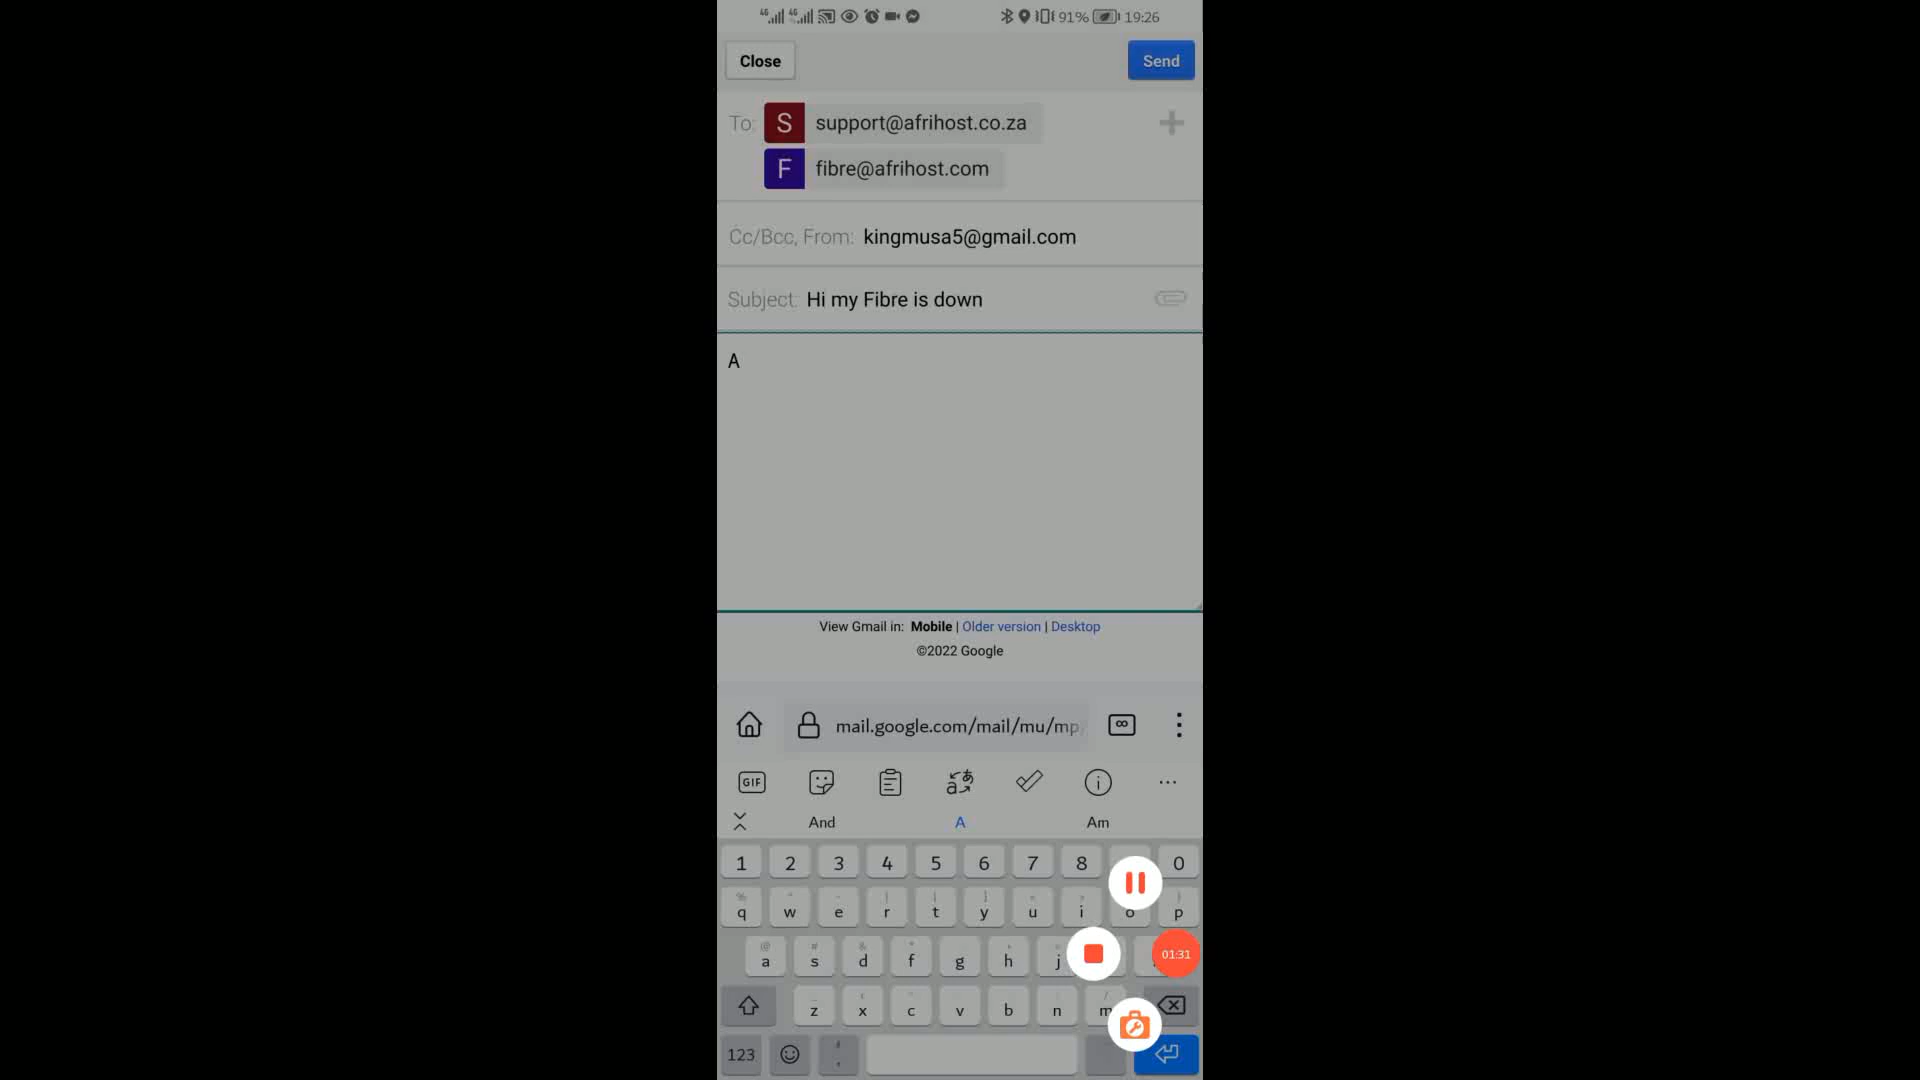 4G 4G 91% 19:26
Close Send
To: S support@afrihost.co.za
F fibre@afrihost.com
Cc/Bcc, From: kingmusa5@gmail.com
Subject: Hi my Fibre is down
A
View Gmail in: Mobile | Older version | Desktop
©2022 Google
mail.google.com/mail/mu/mp
GIF
And A Am
1 2 3 4 5 6 7 8 0
q w e r t y u i o p
@ # &
a s d f g h j
01:31
z x c v b n m
123